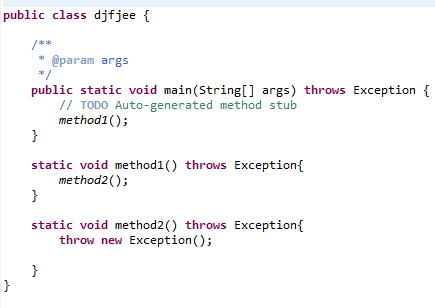 public class djfjee {
/**
* @param args
*/
public static void main(String[] args) throws Exception {
// TODO Auto-generated method stub
method1();
}
static void method1() throws Exception{
method2();
}
static void method2() throws Exception{
throw new Exception();
}
}